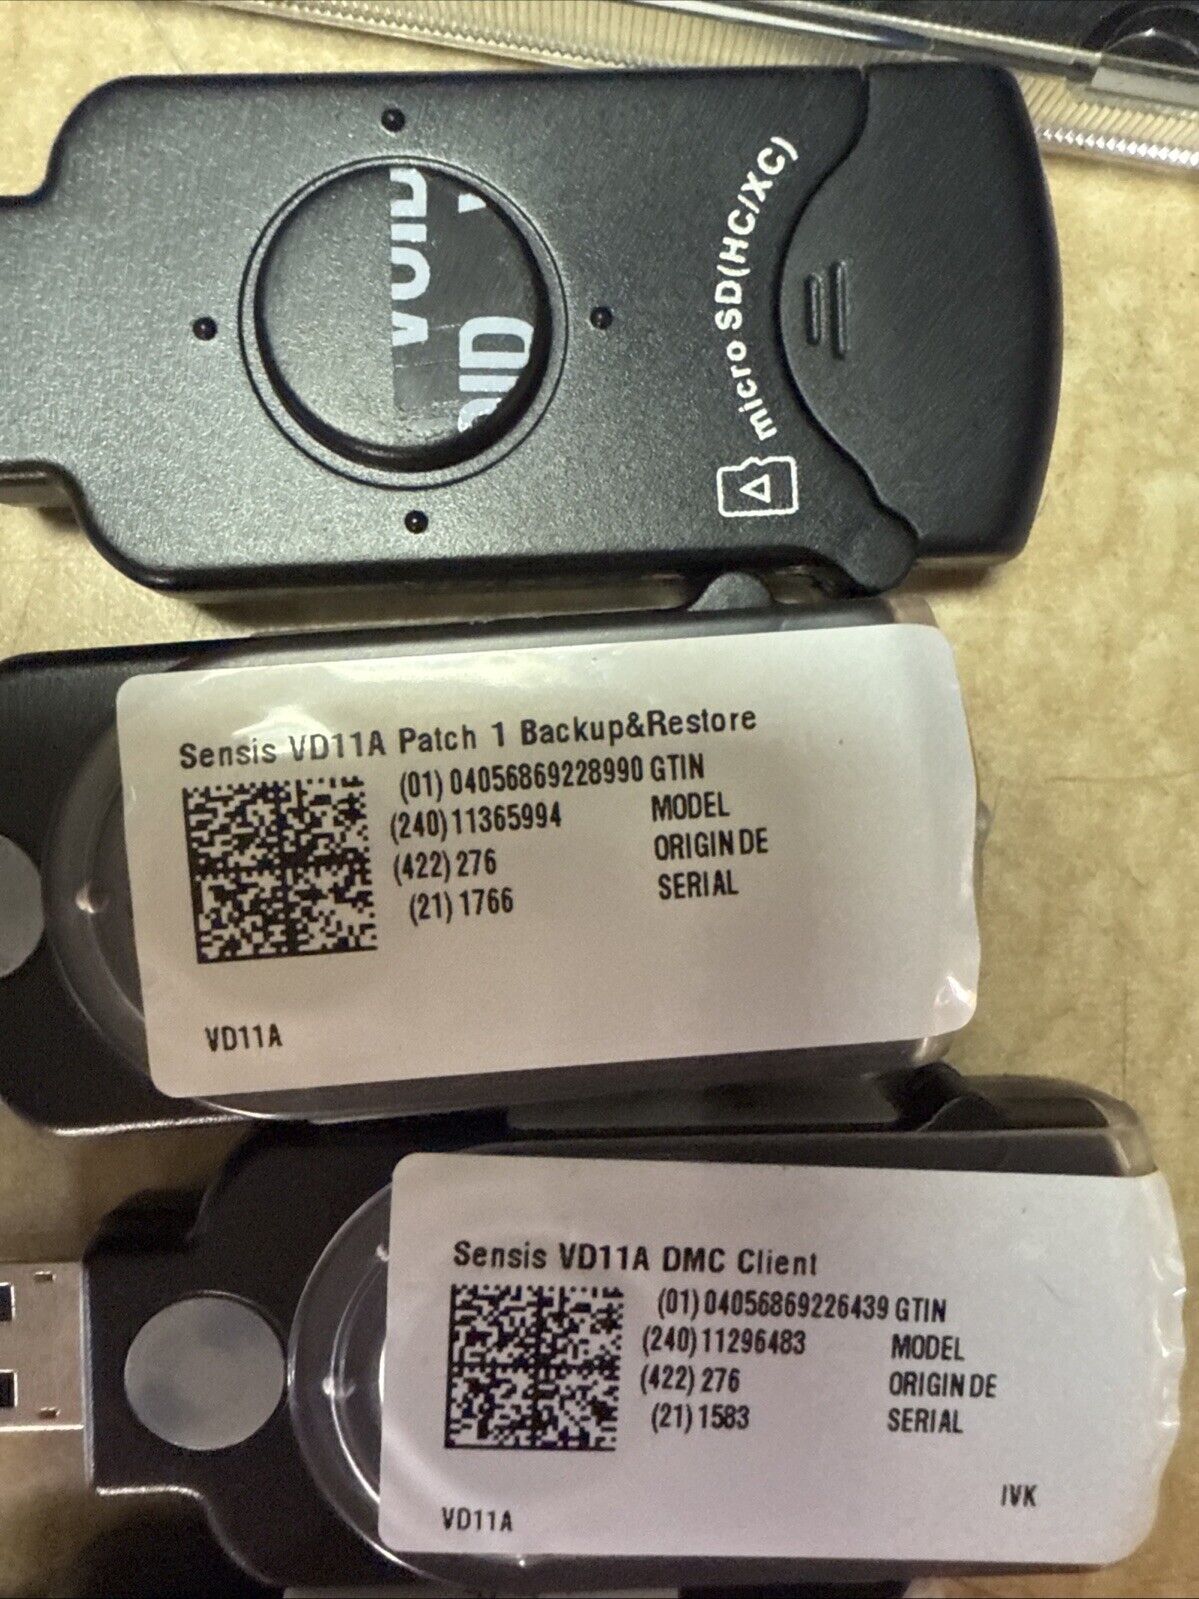 VOID
micro SD(HC/XC)
Sensis VD11A Patch 1 Backup&Restore
(01) 04056869228990 GTIN
(240) 11365994 MODEL
(422) 276 ORIGIN DE
(21) 1766 SERIAL
VD11A
Sensis VD11A DMC Client
(01) 04056869226439 GTIN
(240) 11296483 MODEL
(422) 276 ORIGIN DE
(21) 1583 SERIAL
IVK
VD11A